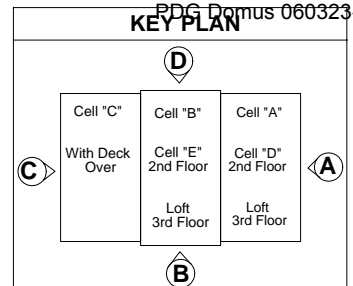 PDG Domus 060323
KEY PLAN
D
Cell "C"
With Deck
Over
Cell "B"
Cell "E"
2nd Floor
Loft
3rd Floor
Cell "A"
Cell "D"
2nd Floor
Loft
3rd Floor
C
A
B